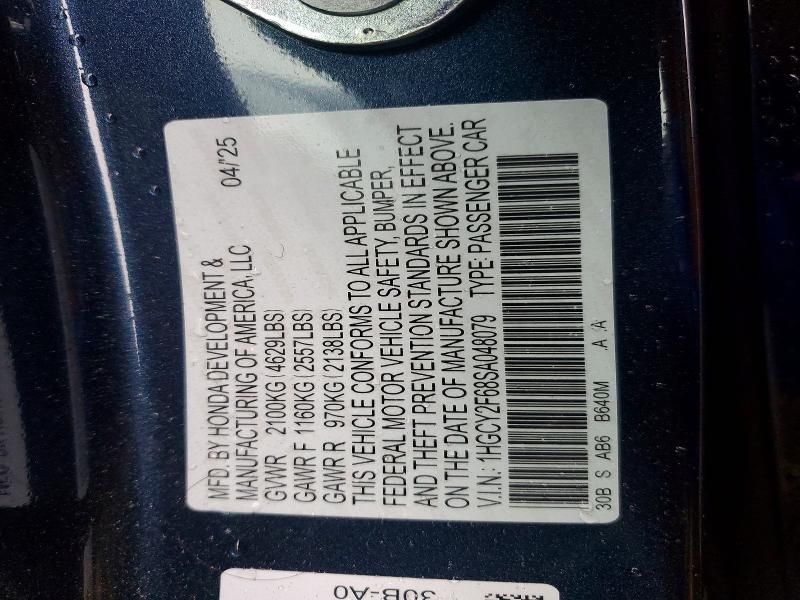 MFD. BY HONDA DEVELOPMENT & 04/25
MANUFACTURING OF AMERICA, LLC
GVWR 2100KG(4629LBS)
GAWR F 1160KG(2557LBS)
GAWR R 970KG(2138LBS)
THIS VEHICLE CONFORMS TO ALL APPLICABLE
FEDERAL MOTOR VEHICLE SAFETY, BUMPER,
AND THEFT PREVENTION STANDARDS IN EFFECT
ON THE DATE OF MANUFACTURE SHOWN ABOVE.
V.I.N.: 1HGCY2F68SA048079 TYPE: PASSENGER CAR
30B S AB6 B640M A A
30B-A0